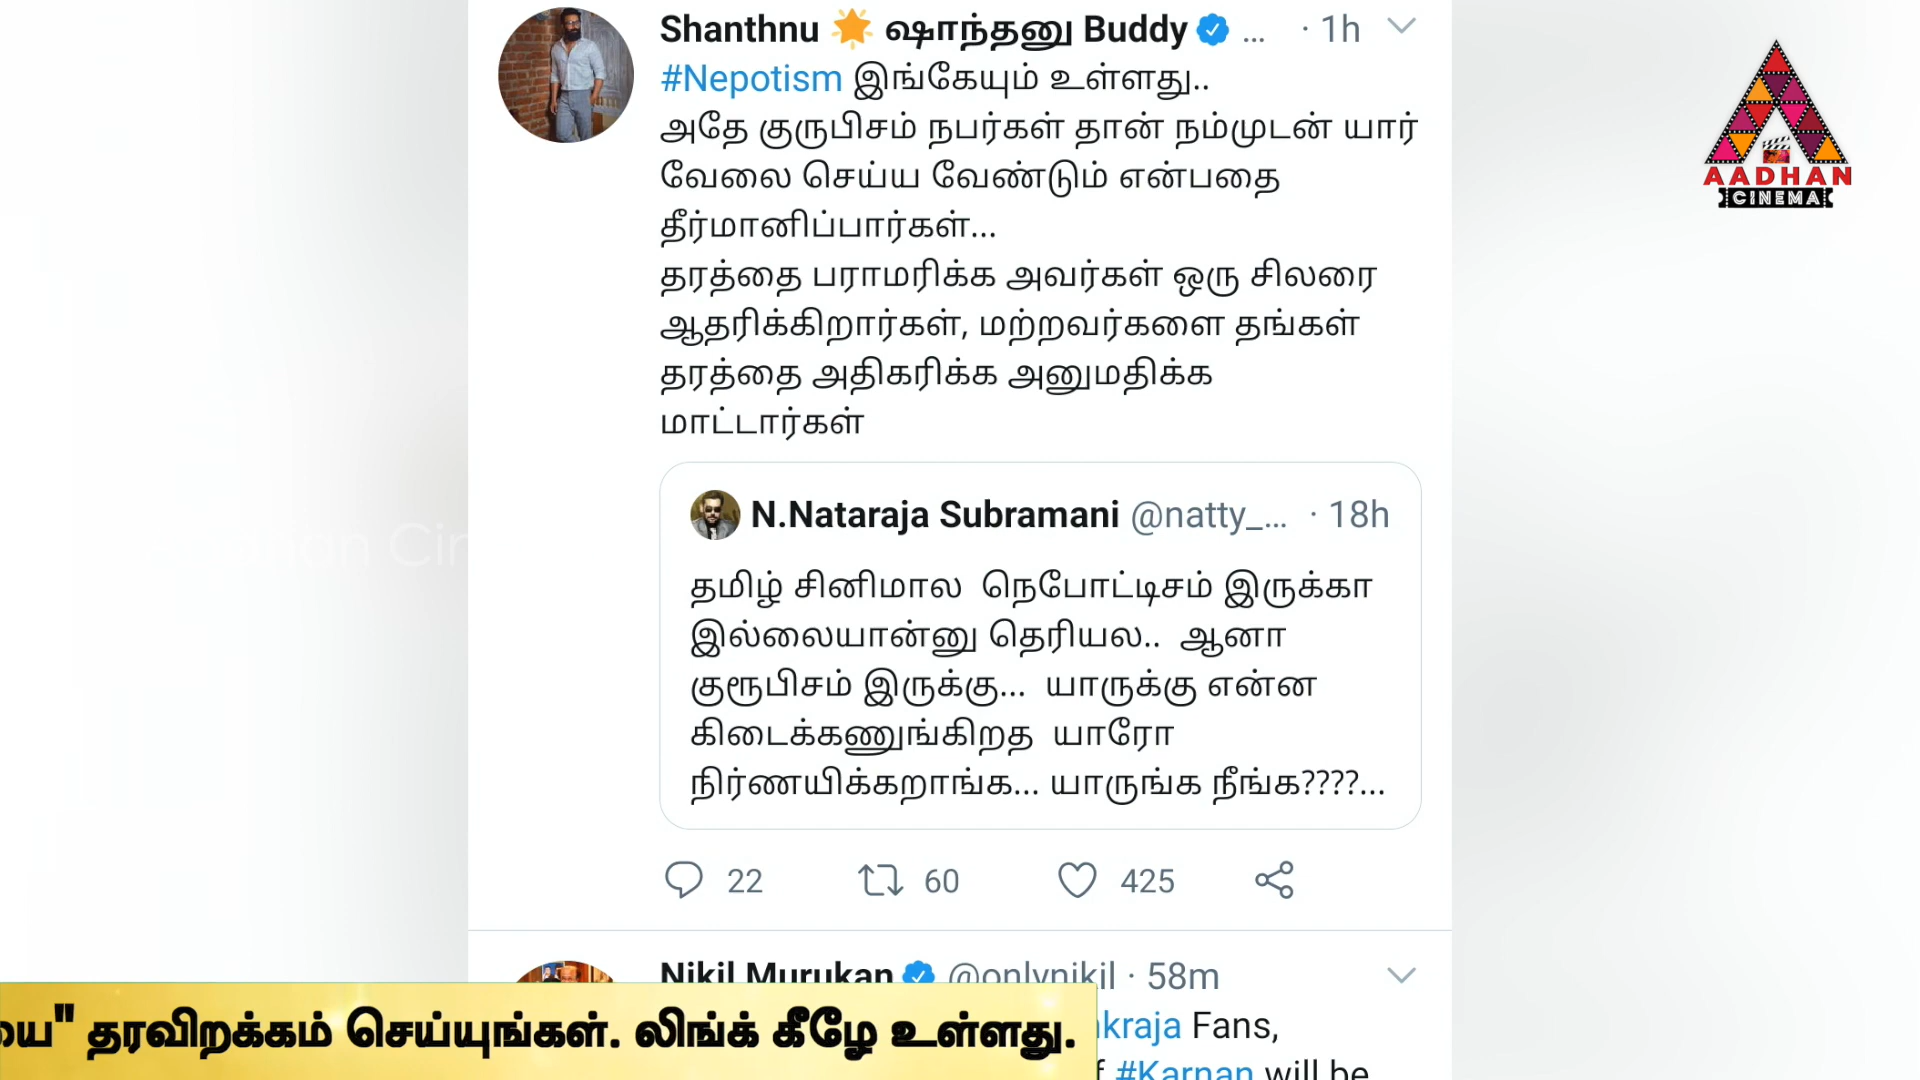 Shanthnu 🌟 ஷாந்தனு Buddy ... · 1h
#Nepotism இங்கேயும் உள்ளது..
அதே குருபிசம் நபர்கள் தான் நம்முடன் யார்
வேலை செய்ய வேண்டும் என்பதை
தீர்மானிப்பார்கள்...
தரத்தை பராமரிக்க அவர்கள் ஒரு சிலரை
ஆதரிக்கிறார்கள், மற்றவர்களை தங்கள்
தரத்தை அதிகரிக்க அனுமதிக்க
மாட்டார்கள்
N.Nataraja Subramani @natty_... · 18h
தமிழ் சினிமால நெபோட்டிசம் இருக்கா
இல்லையான்னு தெரியல.. ஆனா
குரூபிசம் இருக்கு... யாருக்கு என்ன
கிடைக்கணுங்கிறத யாரோ
நிர்ணயிக்கறாங்க... யாருங்க நீங்க????...
22 60 425
Nikil Murukan @onlynikil · 58m
kraja Fans,
#Karnan will be
யை" தரவிறக்கம் செய்யுங்கள். லிங்க் கீழே உள்ளது.
AADHAN
CINEMA